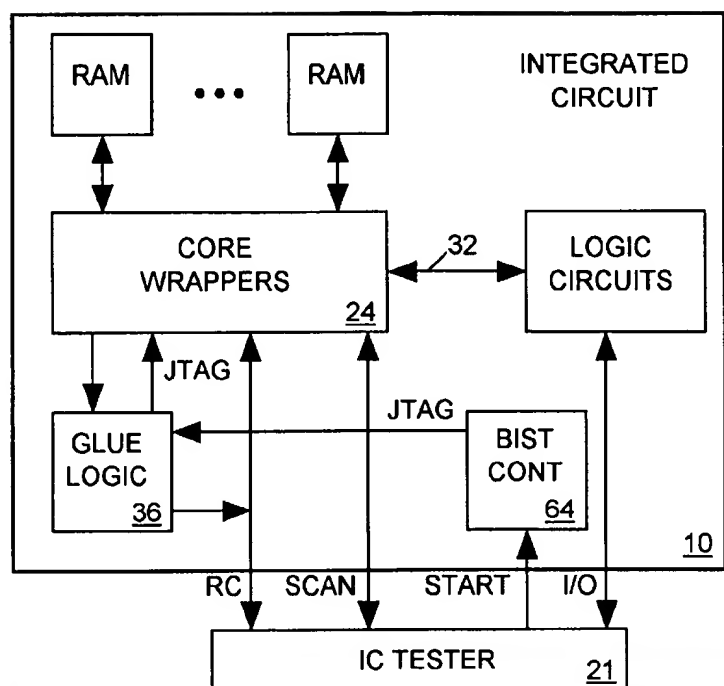 RAM
RAM
INTEGRATED
CIRCUIT
CORE
WRAPPERS
24
32
LOGIC
CIRCUITS
JTAG
JTAG
GLUE
LOGIC
36
BIST
CONT
64
10
RC
SCAN
START
I/O
IC TESTER
21